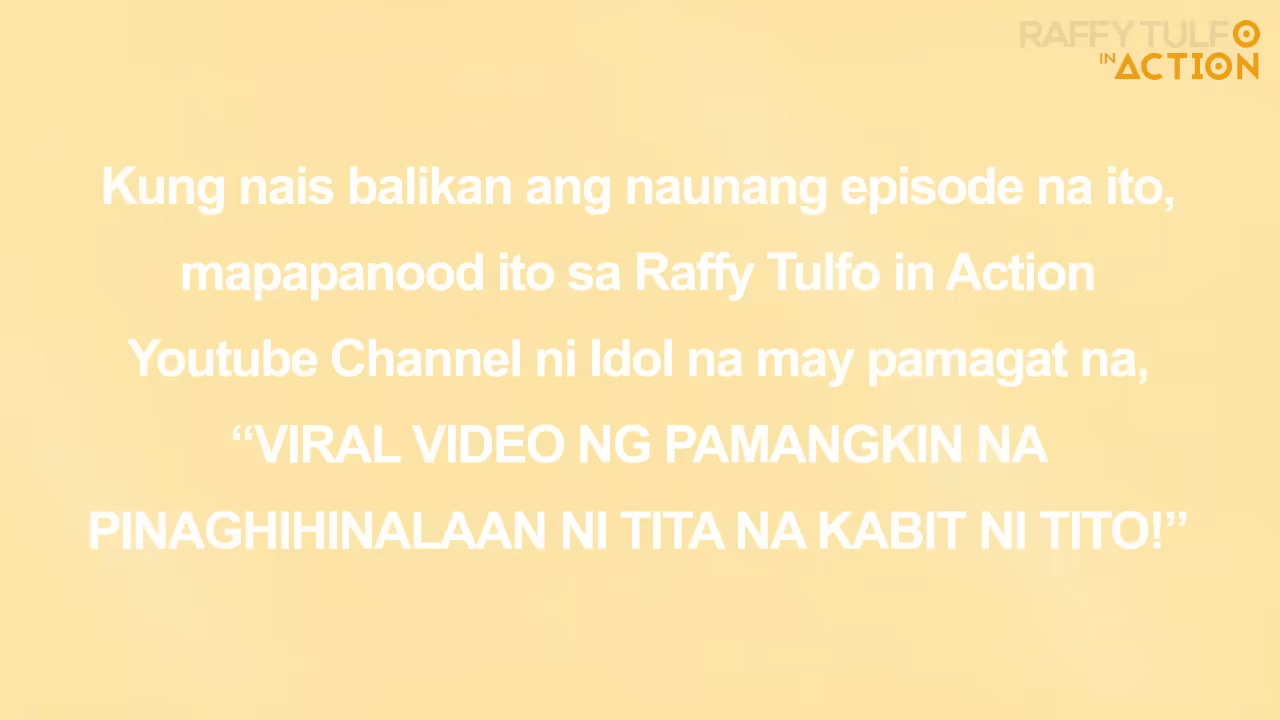 RAFFY TULFO
IN ACTION
Kung nais balikan ang naunang episode na ito,
mapapanood ito sa Raffy Tulfo in Action
Youtube Channel ni Idol na may pamagat na,
“VIRAL VIDEO NG PAMANGKIN NA
PINAGHIHINALAAN NI TITA NA KABIT NI TITO!”